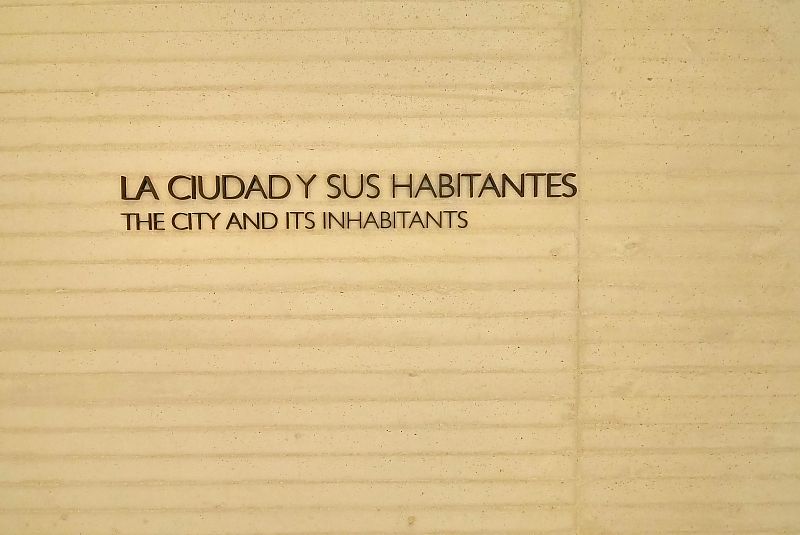 LA CIUDAD Y SUS HABITANTES
THE CITY AND ITS INHABITANTS